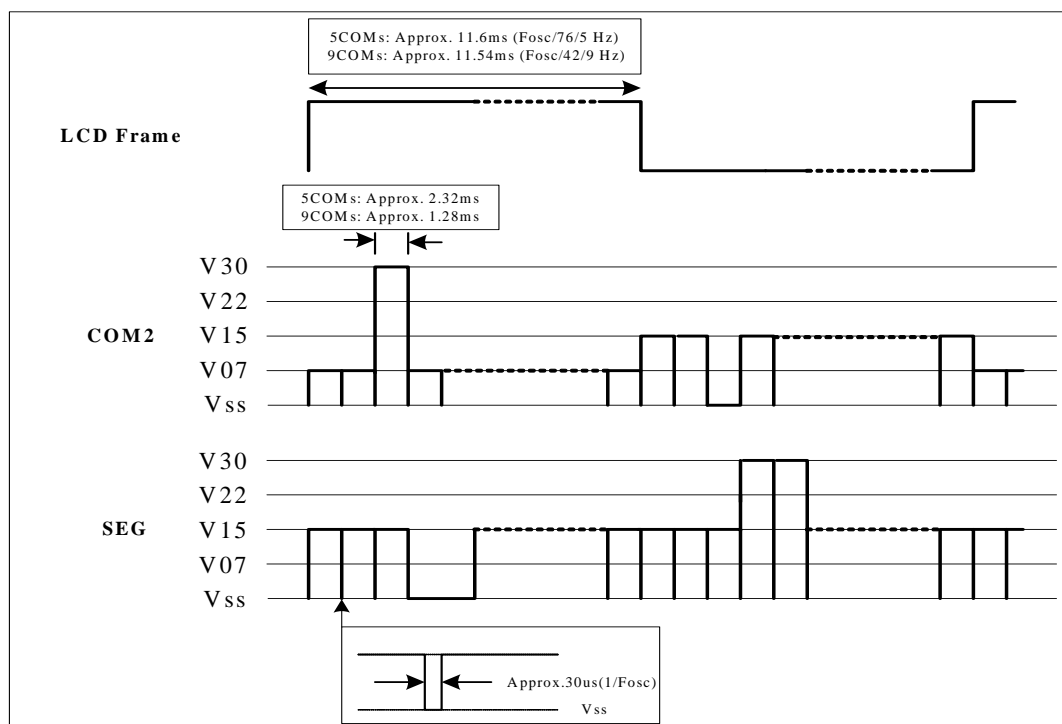 5COMs: Approx. 11.6ms (Fosc/76/5 Hz)
9COMs: Approx. 11.54ms (Fosc/42/9 Hz)
LCD Frame
5COMs: Approx. 2.32ms
9COMs: Approx. 1.28ms
V30
V22
V15
COM2
V07
Vss
V30
V22
V15
SEG
V07
Vss
Approx.30us(1/Fosc)
Vss